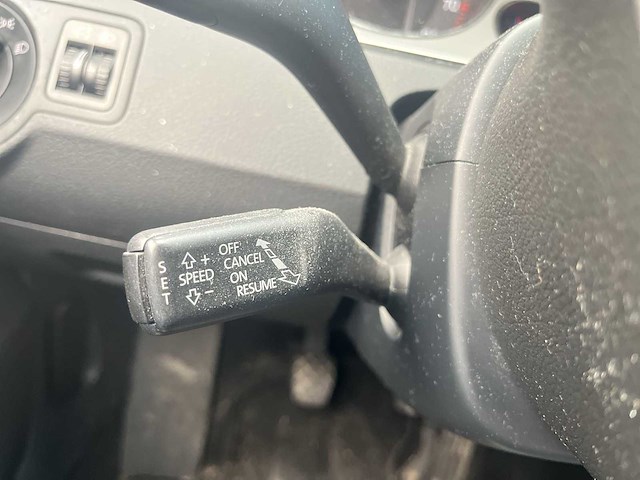 SET
+
SPEED
-
OFF
CANCEL
ON
RESUME